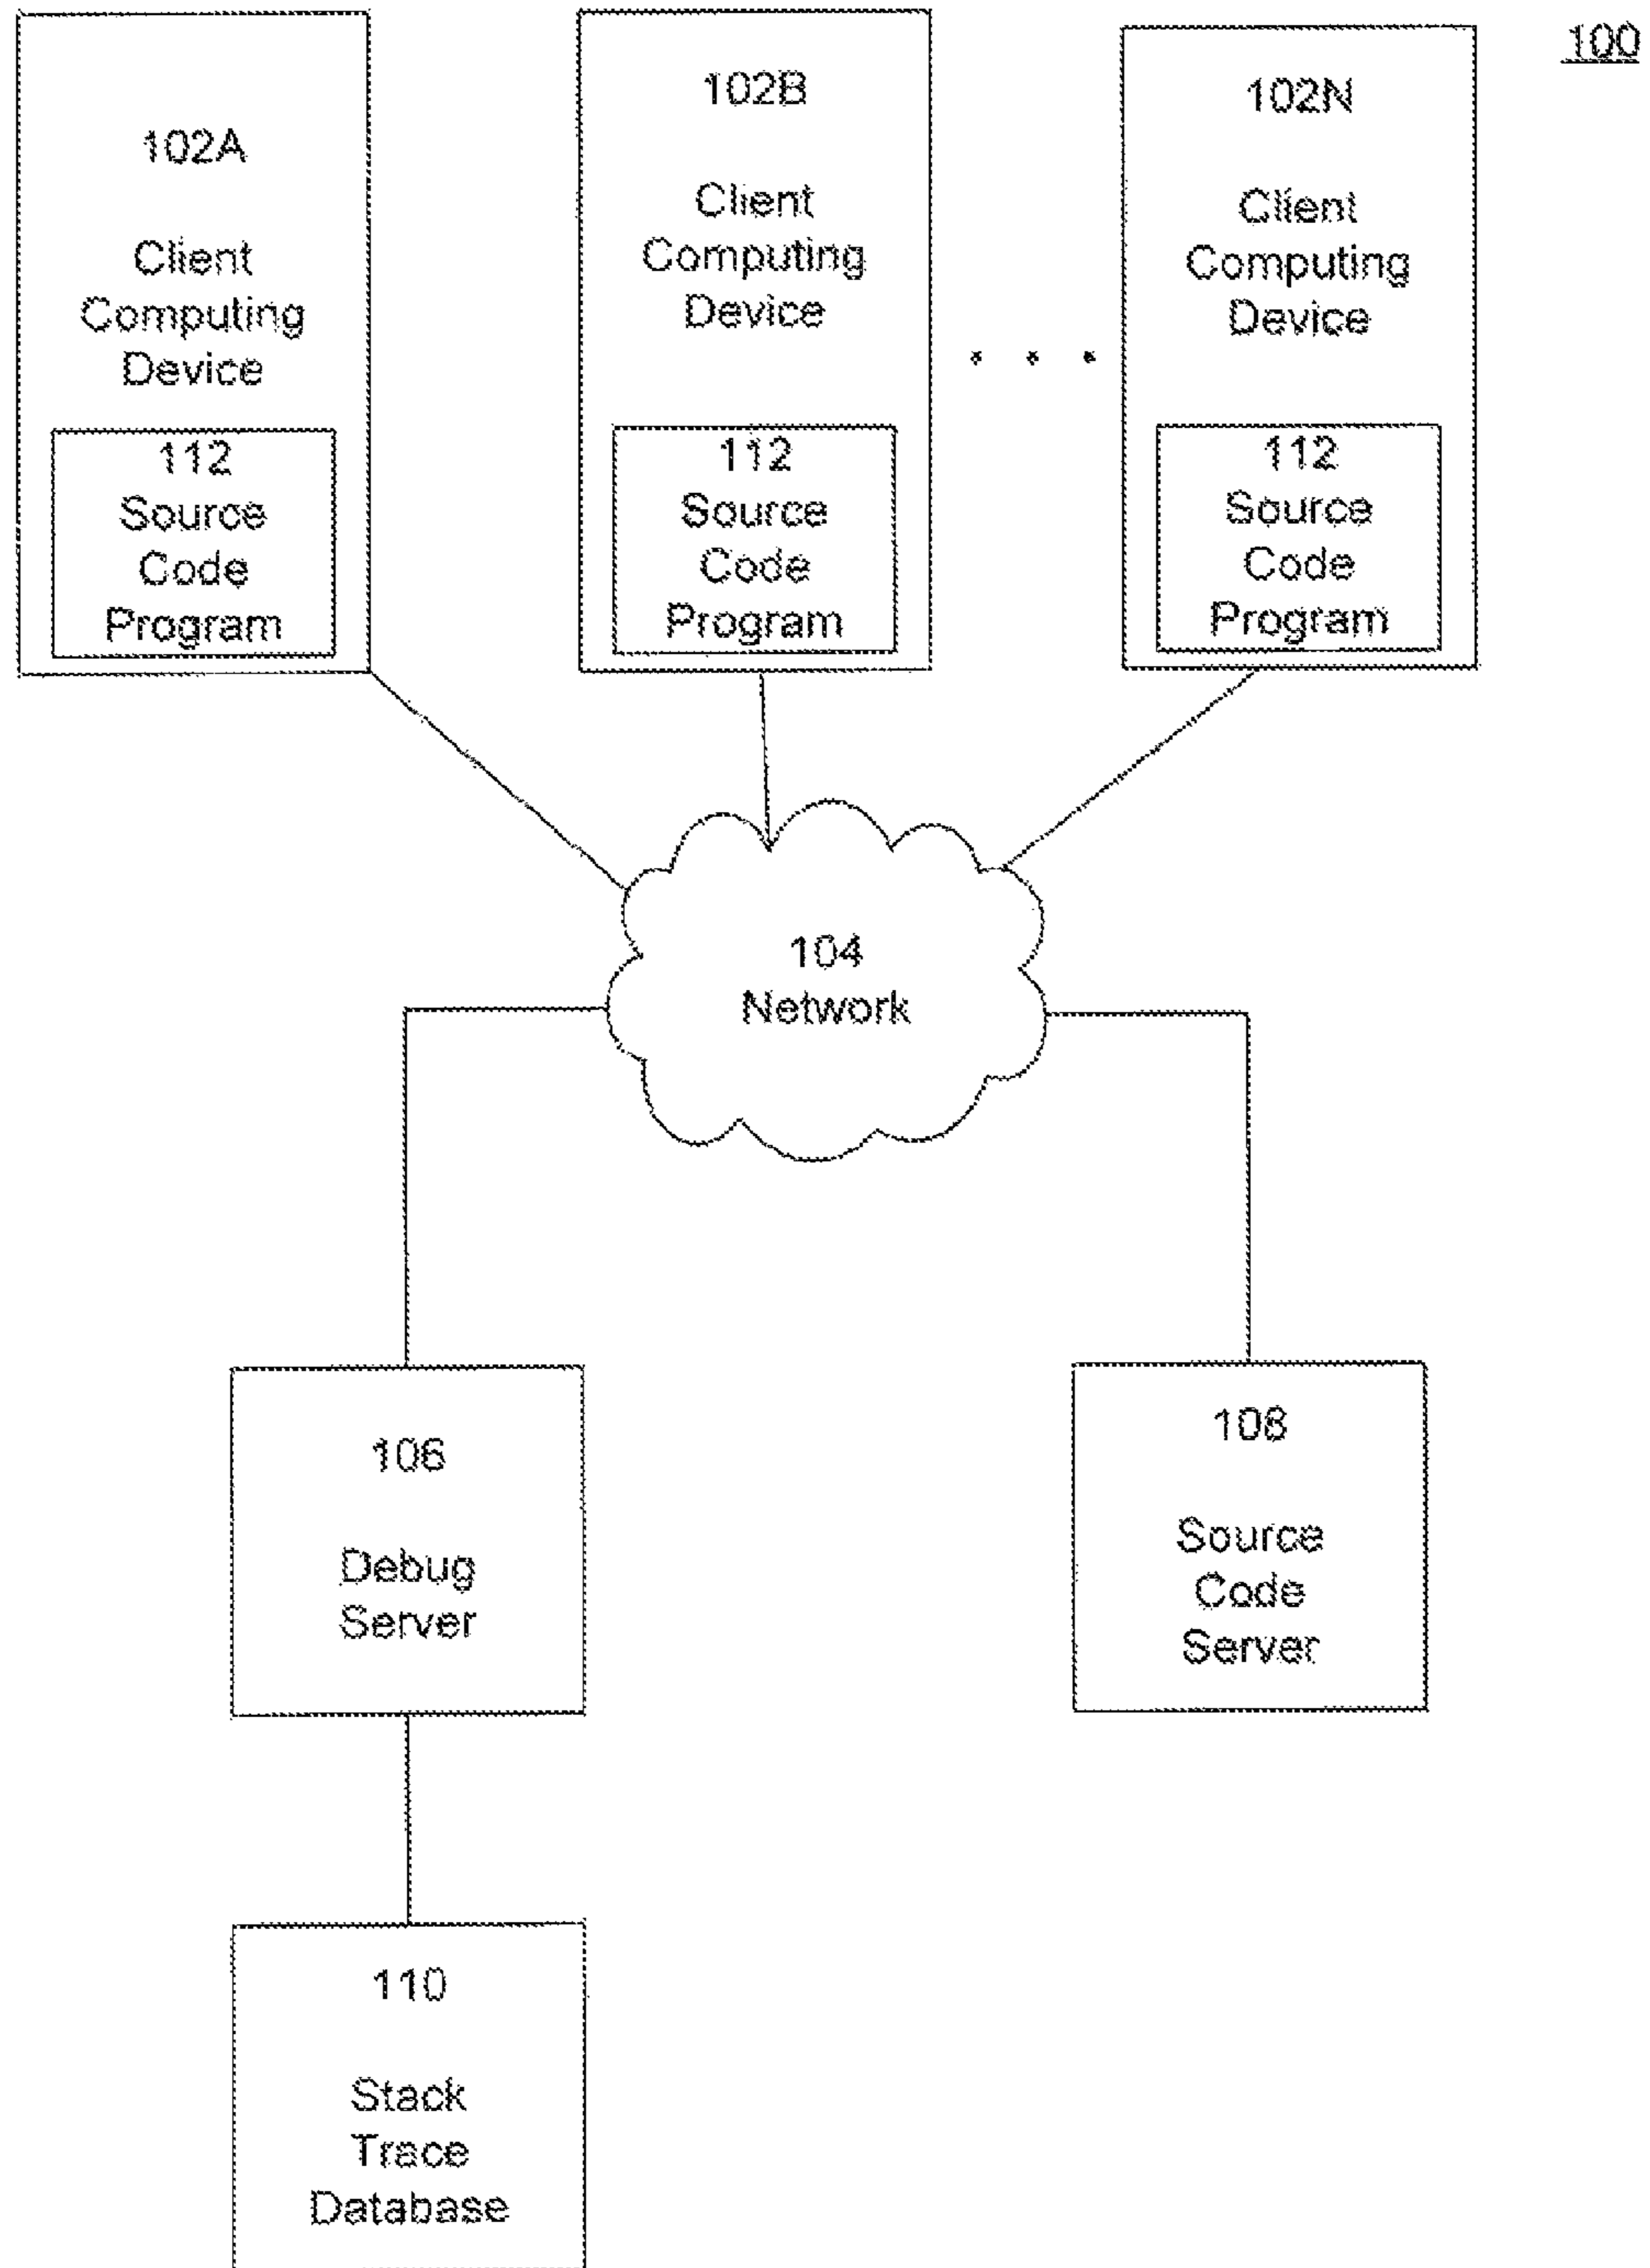 100
102A
Client
Computing
Device
112
Source
Code
Program
102B
Client
Computing
Device
112
Source
Code
Program
. . .
102N
Client
Computing
Device
112
Source
Code
Program
104
Network
106
Debug
Server
108
Source
Code
Server
110
Stack
Trace
Database